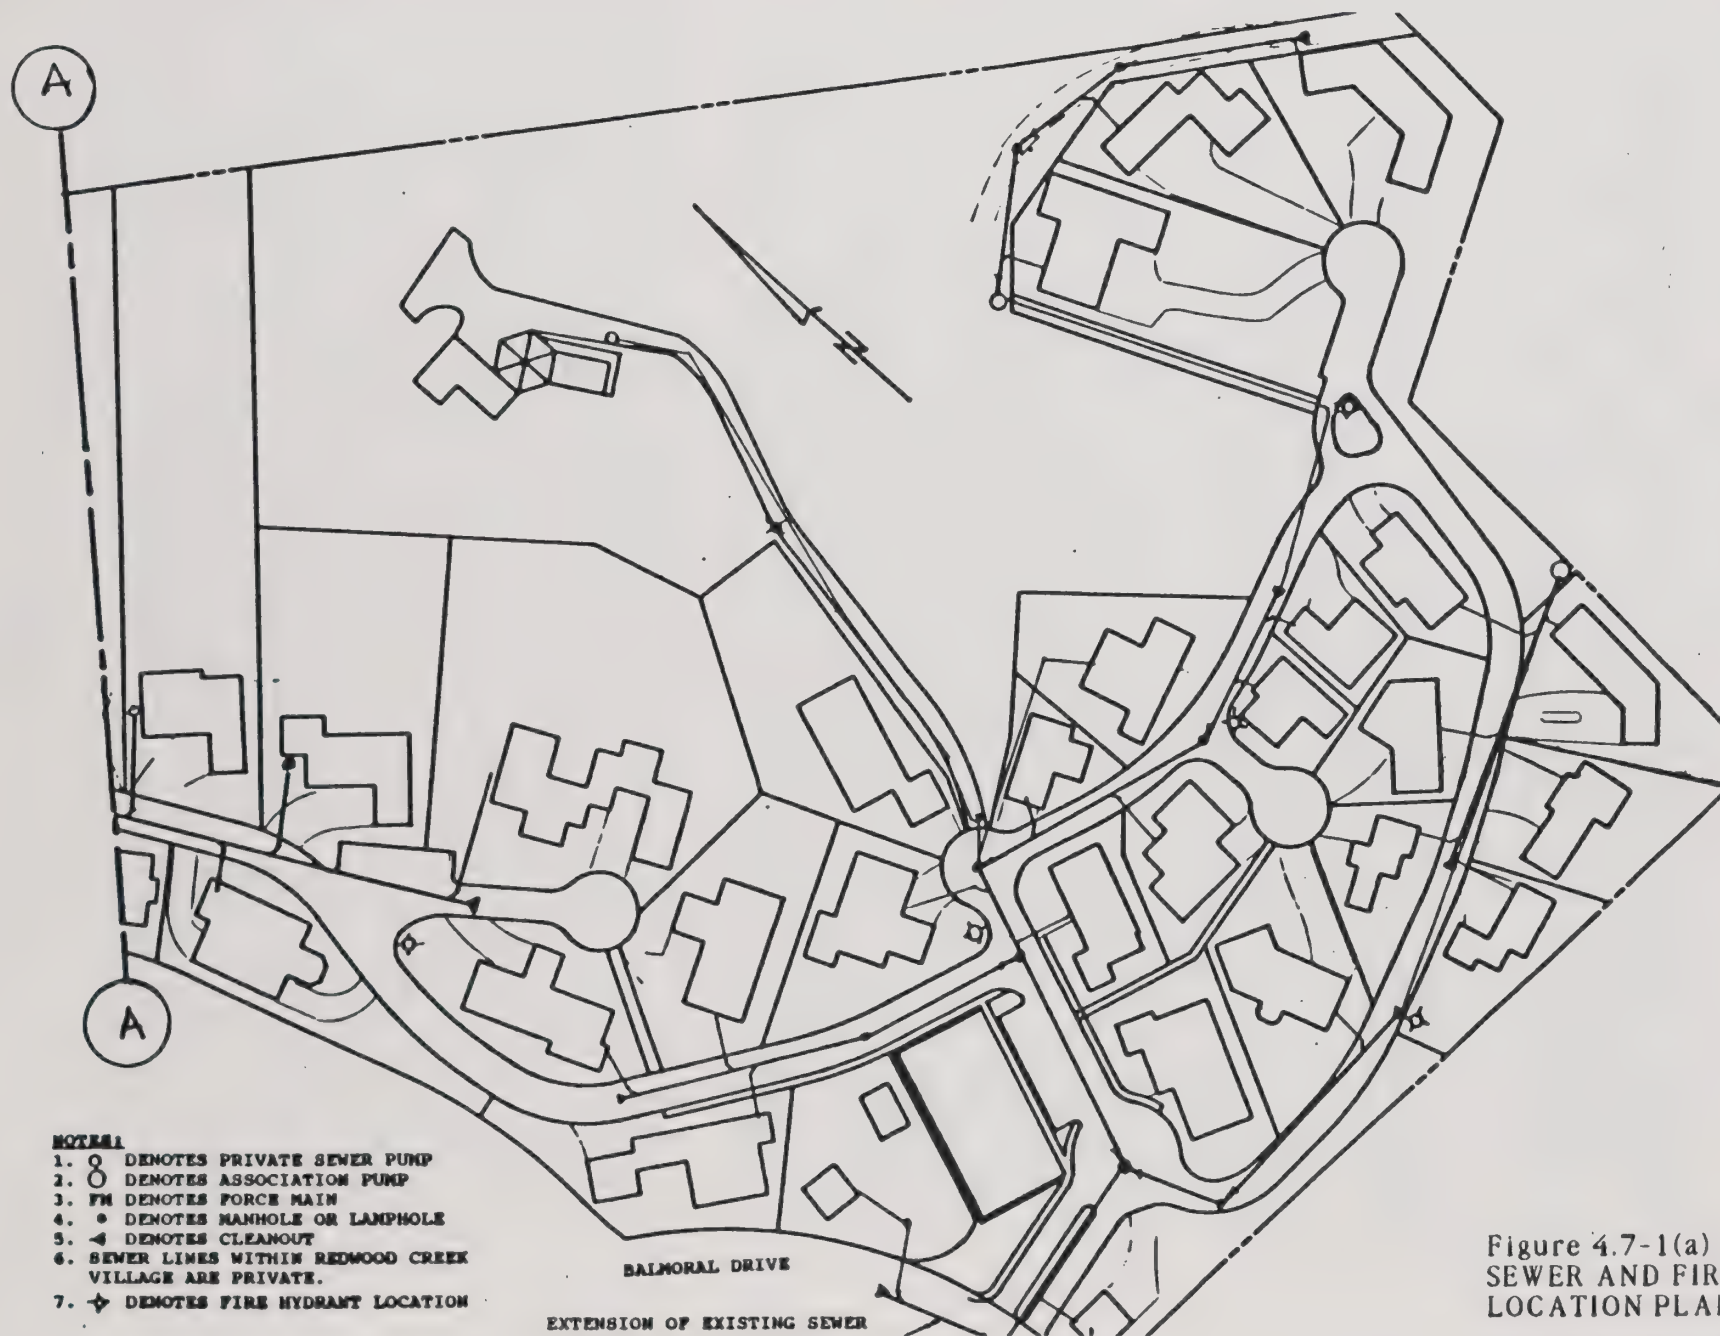 A
N
A
NOTES:
1. DENOTES PRIVATE SEWER PUMP
2. DENOTES ASSOCIATION PUMP
3. FM DENOTES FORCE MAIN
4. DENOTES MANHOLE OR LAMPHOLE
5. DENOTES CLEANOUT
6. SEWER LINES WITHIN REDWOOD CREEK
VILLAGE ARE PRIVATE.
7. DENOTES FIRE HYDRANT LOCATION
BALMORAL DRIVE
EXTENSION OF EXISTING SEWER
Figure 4.7-1(a)
SEWER AND FIR
LOCATION PLA